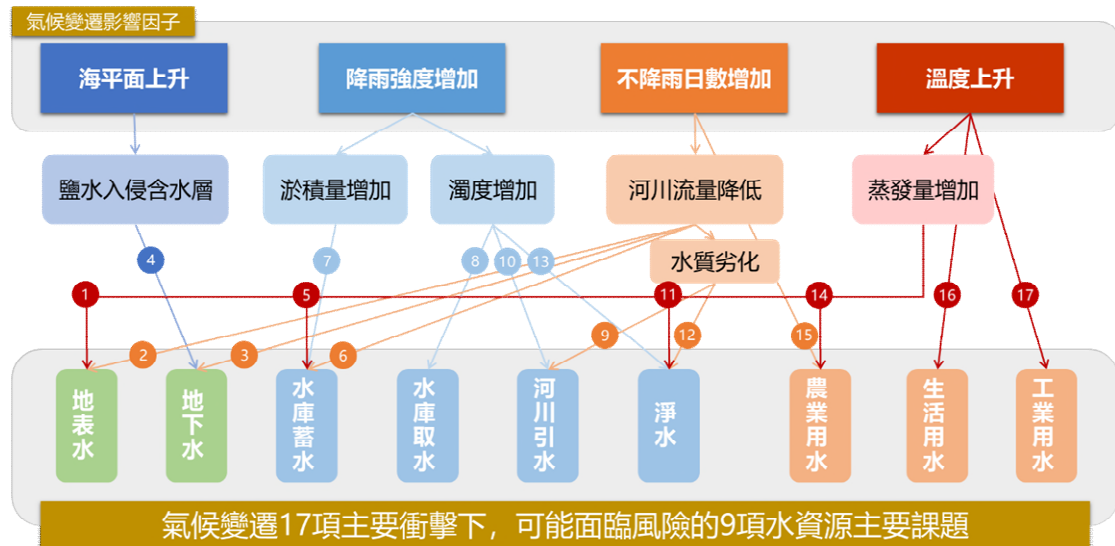 氣候變遷影響因子
海平面上升
降雨強度增加
不降雨日數增加
溫度上升
鹽水入侵含水層
淤積量增加
濁度增加
河川流量降低
蒸發量增加
水質劣化
4
7
8
10
13
1
5
11
14
16
17
2
3
6
9
12
15
地表水
地下水
水庫蓄水
水庫取水
河川引水
淨水
農業用水
生活用水
工業用水
氣候變遷17項主要衝擊下，可能面臨風險的9項水資源主要課題